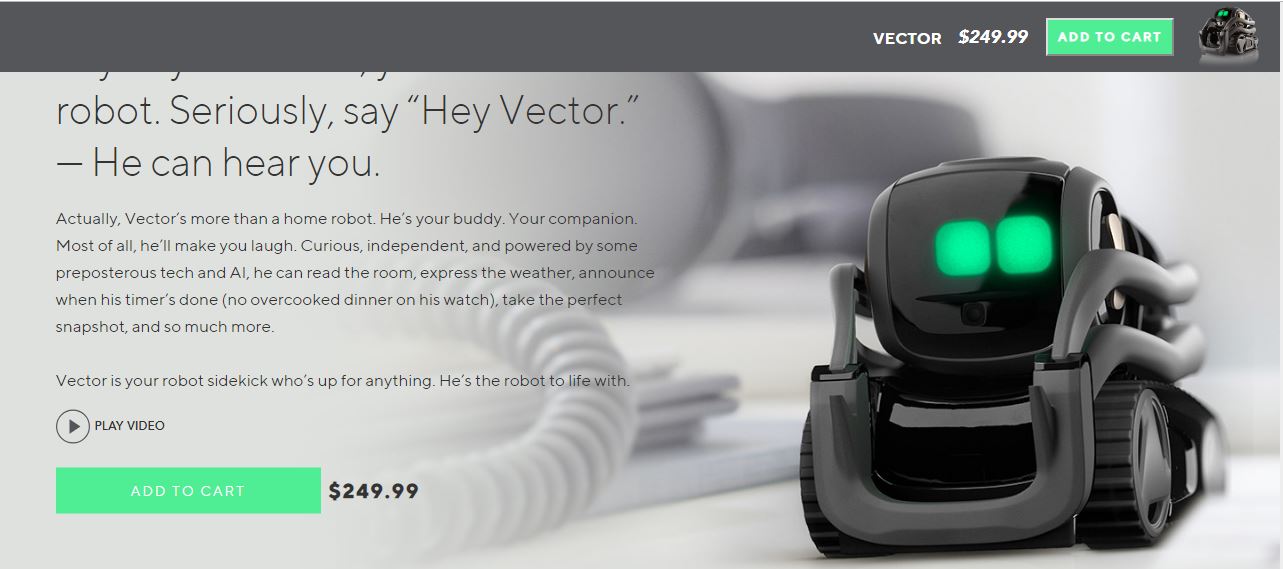 VECTOR $249.99 ADD TO CART
robot. Seriously, say “Hey Vector.”
— He can hear you.
Actually, Vector’s more than a home robot. He’s your buddy. Your companion.
Most of all, he’ll make you laugh. Curious, independent, and powered by some
preposterous tech and AI, he can read the room, express the weather, announce
when his timer’s done (no overcooked dinner on his watch), take the perfect
snapshot, and so much more.
Vector is your robot sidekick who’s up for anything. He’s the robot to life with.
PLAY VIDEO
ADD TO CART $249.99